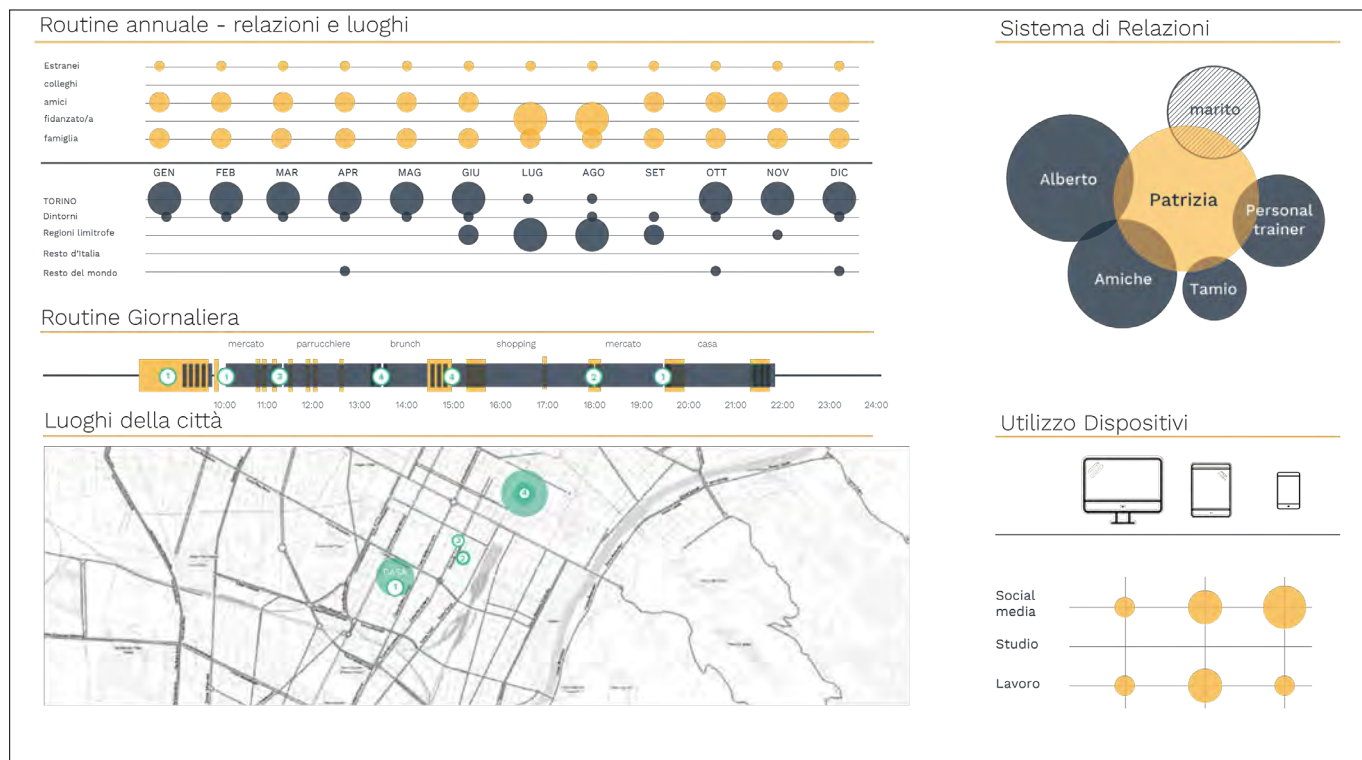 Routine annuale - relazioni e luoghi
Estranei
colleghi
amici
fidanzato/a
famiglia
GEN FEB MAR APR MAG GIU LUG AGO SET OTT NOV DIC
TORINO
Dintorni
Regioni limitrofe
Resto d'Italia
Resto del mondo
Routine Giornaliera
mercato parrucchiere brunch shopping mercato casa
1 1 3 4 4 2 1
10:00 11:00 12:00 13:00 14:00 15:00 16:00 17:00 18:00 19:00 20:00 21:00 22:00 23:00 24:00
Luoghi della città
4
2
CASA
1
Sistema di Relazioni
marito
Alberto
Patrizia
Personal
trainer
Amiche
Tamio
Utilizzo Dispositivi
Social
media
Studio
Lavoro